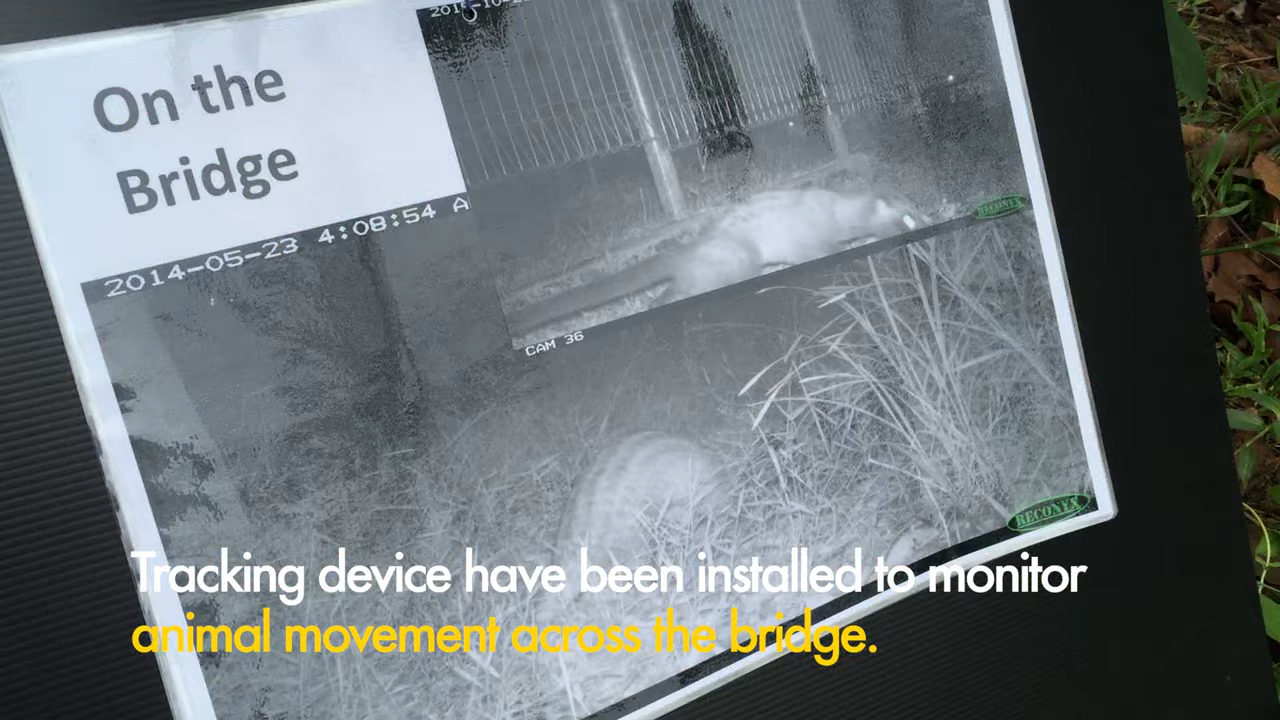 On the
Bridge
2014-05-23 4:08:54 A
CAM 36
RECONYX
RECONYX
Tracking device have been installed to monitor
animal movement across the bridge.